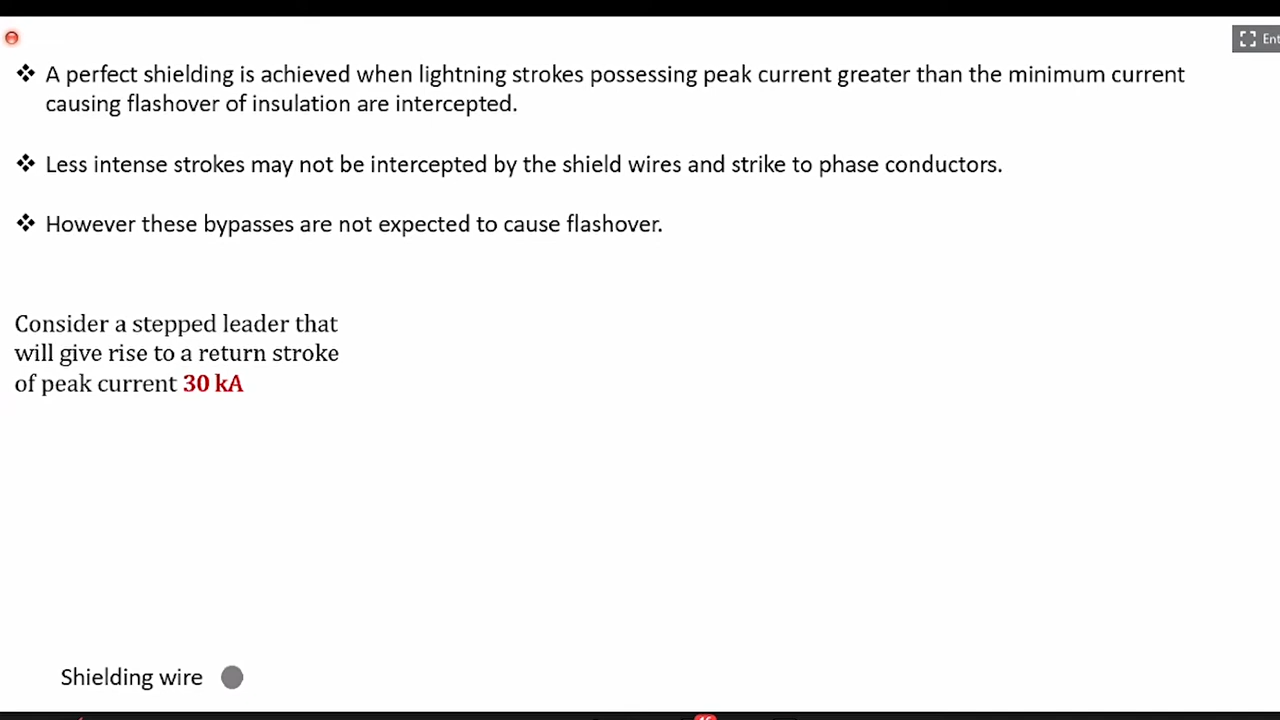 Ent
❖ A perfect shielding is achieved when lightning strokes possessing peak current greater than the minimum current
causing flashover of insulation are intercepted.
❖ Less intense strokes may not be intercepted by the shield wires and strike to phase conductors.
❖ However these bypasses are not expected to cause flashover.
Consider a stepped leader that
will give rise to a return stroke
of peak current 30 kA
Shielding wire